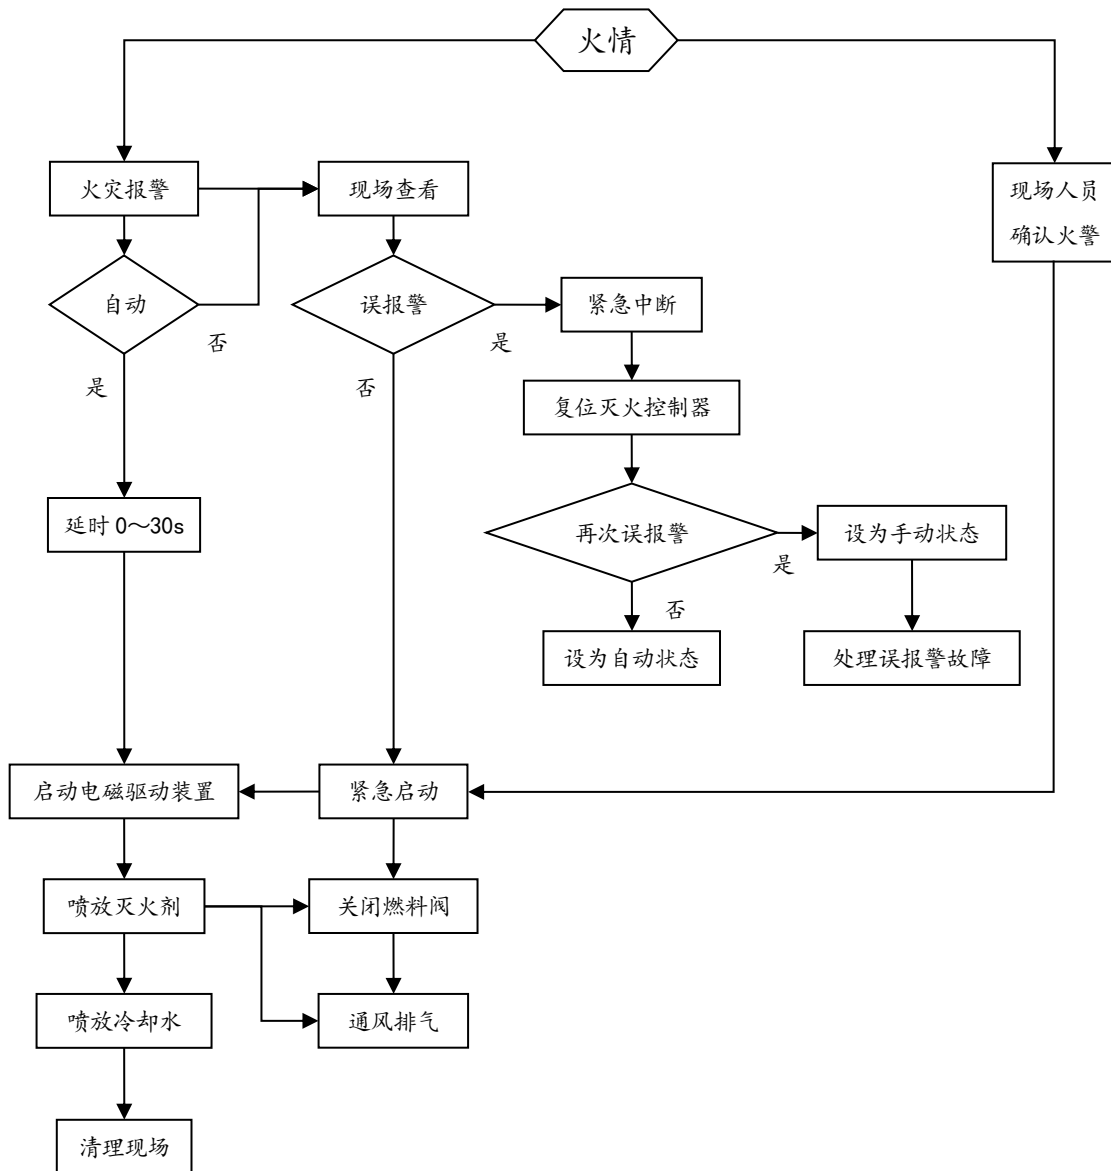 火情
火灾报警
现场查看
现场人员
确认火警
自动
误报警
紧急中断
否
是
是
否
复位灭火控制器
延时 0～30s
再次误报警
设为手动状态
是
否
设为自动状态
处理误报警故障
启动电磁驱动装置
紧急启动
喷放灭火剂
关闭燃料阀
喷放冷却水
通风排气
清理现场